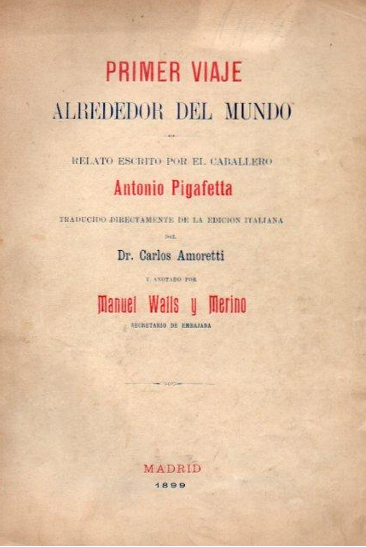 PRIMER VIAJE
ALREDEDOR DEL MUNDO
RELATO ESCRITO POR EL CABALLERO
Antonio Pigafetta
TRADUCIDO DIRECTAMENTE DE LA EDICION ITALIANA
DEL
Dr. Carlos Amoretti
Y ANOTADO POR
Manuel Walls y Merino
SECRETARIO DE EMBAJADA
MADRID
1899